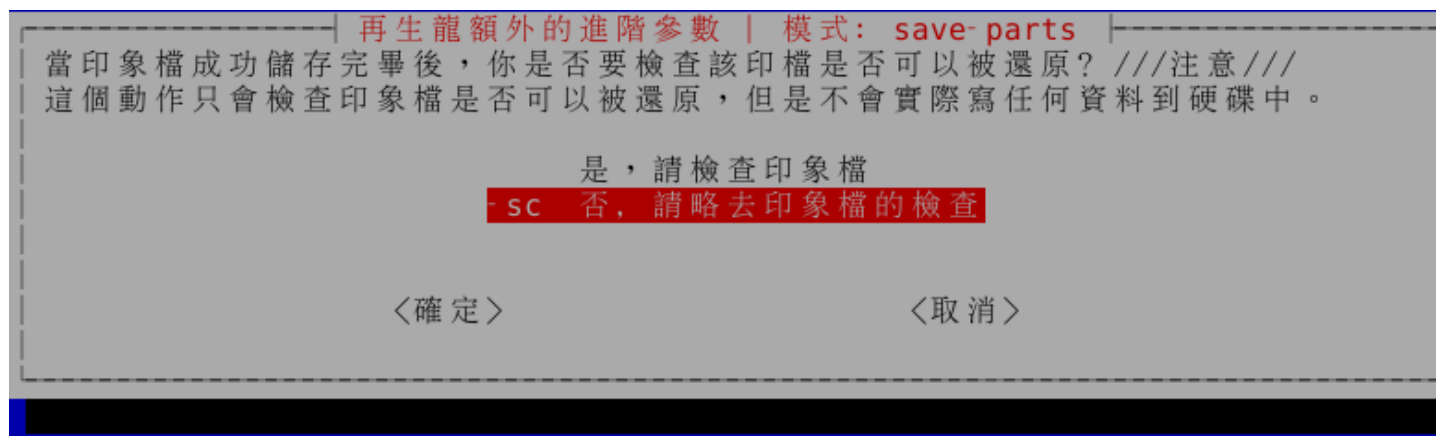 再生龍額外的進階參數 | 模式: save-parts
當印象檔成功儲存完畢後，你是否要檢查該印檔是否可以被還原? ///注意///
這個動作只會檢查印象檔是否可以被還原，但是不會實際寫任何資料到硬碟中。
是，請檢查印象檔
-sc 否, 請略去印象檔的檢查
<確定> <取消>